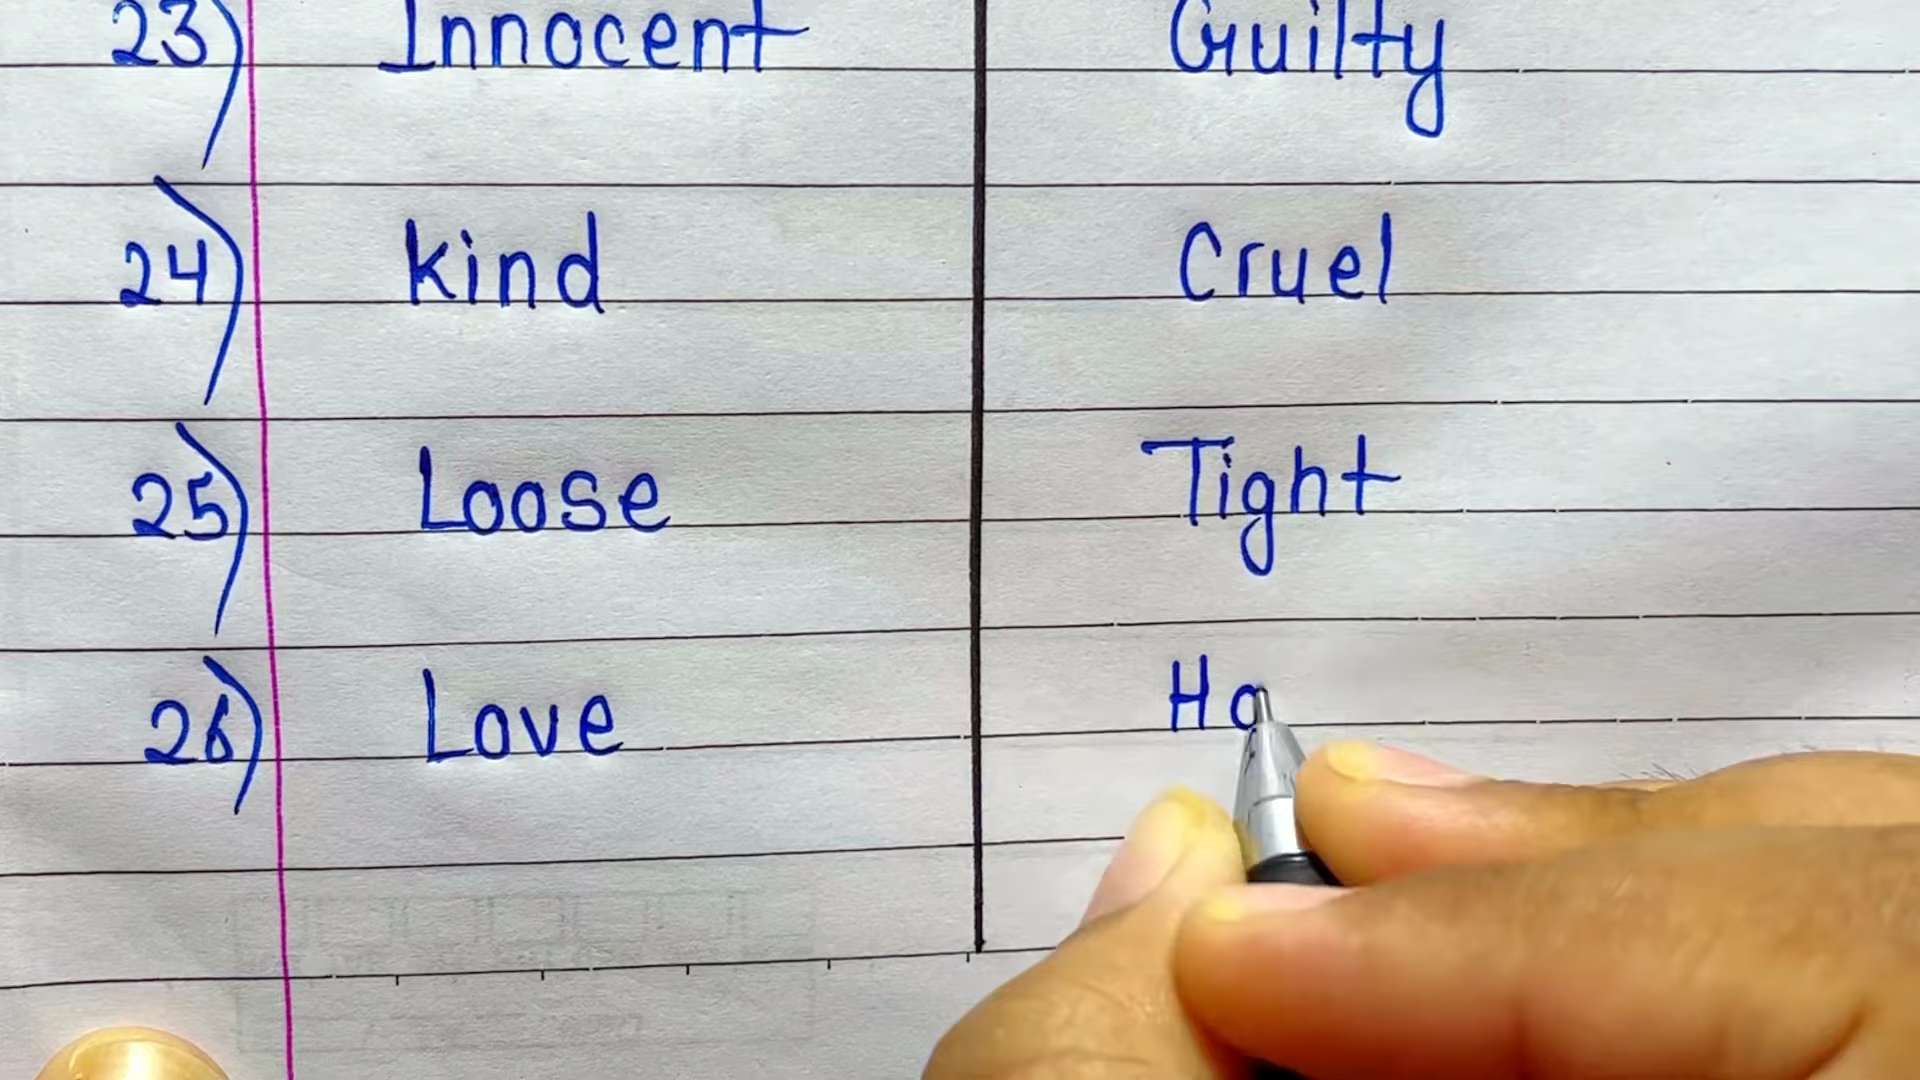 23) Innocent Guilty
24) kind Cruel
25) Loose Tight
26) Love Ha